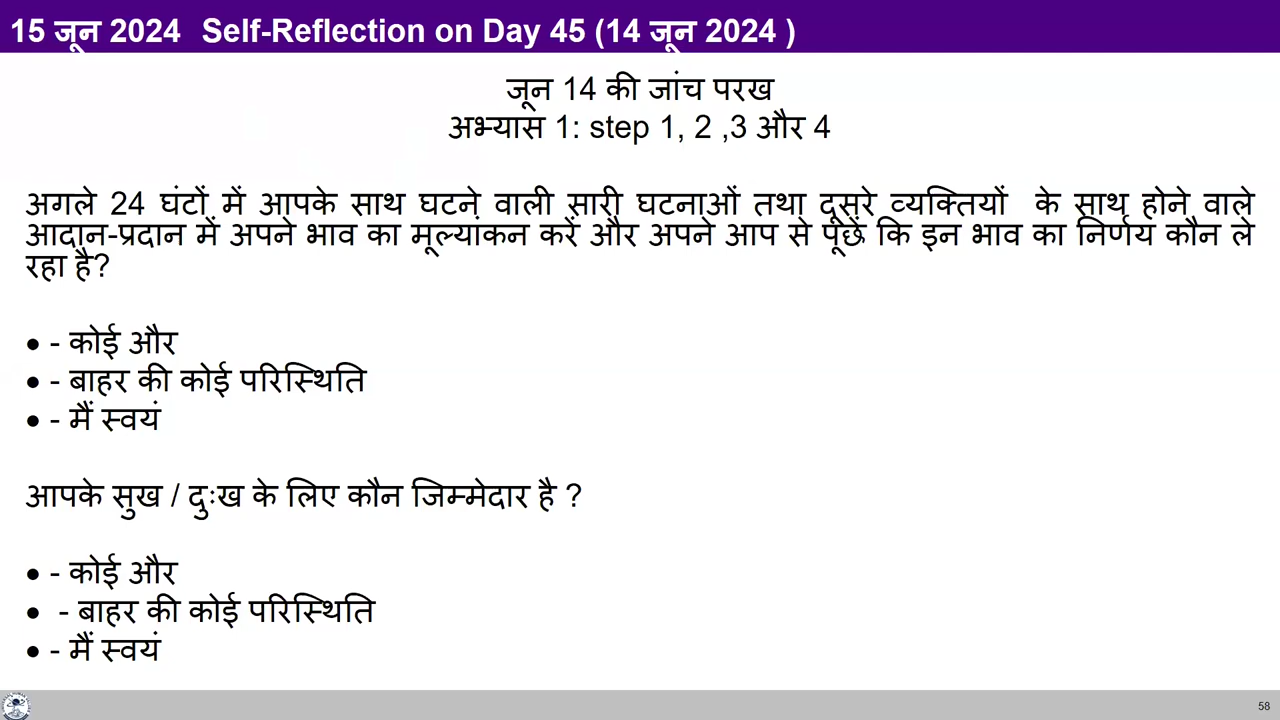 15 जून 2024 Self-Reflection on Day 45 (14 जून 2024 )
जून 14 की जांच परख
अभ्यास 1: step 1, 2 ,3 और 4
अगले 24 घंटों में आपके साथ घटने वाली सारी घटनाओं तथा दूसरे व्यक्तियों के साथ होने वाले
आदान-प्रदान में अपने भाव का मूल्यांकन करें और अपने आप से पूंछें कि इन भाव का निर्णय कौन ले
रहा है?
• - कोई और
• - बाहर की कोई परिस्थिति
• - मैं स्वयं
आपके सुख / दुःख के लिए कौन जिम्मेदार है ?
• - कोई और
• - बाहर की कोई परिस्थिति
• - मैं स्वयं
58